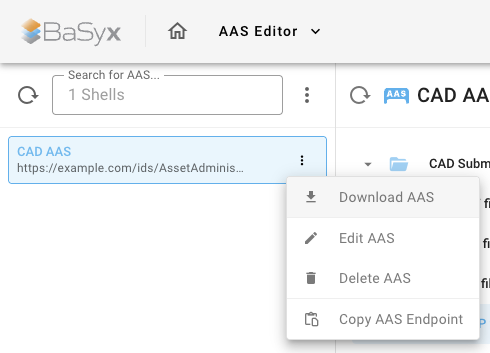 BaSyx
AAS Editor
Search for AAS...
1 Shells
AAS
CAD AA
CAD AAS
https://example.com/ids/AssetAdminis...
CAD Subm
Download AAS
Edit AAS
Delete AAS
Copy AAS Endpoint